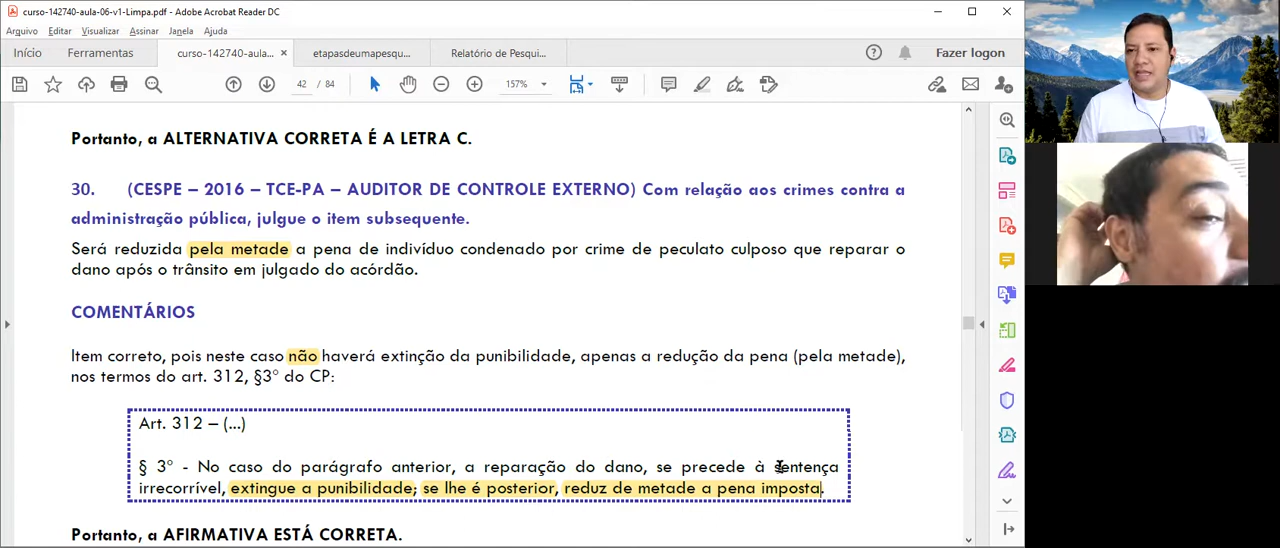 curso-142740-aula-06-v1-Limpa.pdf - Adobe Acrobat Reader DC
Arquivo Editar Visualizar Assinar Janela Ajuda
Início Ferramentas curso-142740-aula... × etapasdeumapesqu... Relatório de Pesqui... Fazer logon
42 / 84 157%
Portanto, a ALTERNATIVA CORRETA É A LETRA C.
30. (CESPE – 2016 – TCE-PA – AUDITOR DE CONTROLE EXTERNO) Com relação aos crimes contra a
administração pública, julgue o item subsequente.
Será reduzida pela metade a pena de indivíduo condenado por crime de peculato culposo que reparar o
dano após o trânsito em julgado do acórdão.
COMENTÁRIOS
Item correto, pois neste caso não haverá extinção da punibilidade, apenas a redução da pena (pela metade),
nos termos do art. 312, §3° do CP:
Art. 312 – (...)
§ 3° - No caso do parágrafo anterior, a reparação do dano, se precede à sentença
irrecorrível, extingue a punibilidade; se lhe é posterior, reduz de metade a pena imposta.
Portanto, a AFIRMATIVA ESTÁ CORRETA.